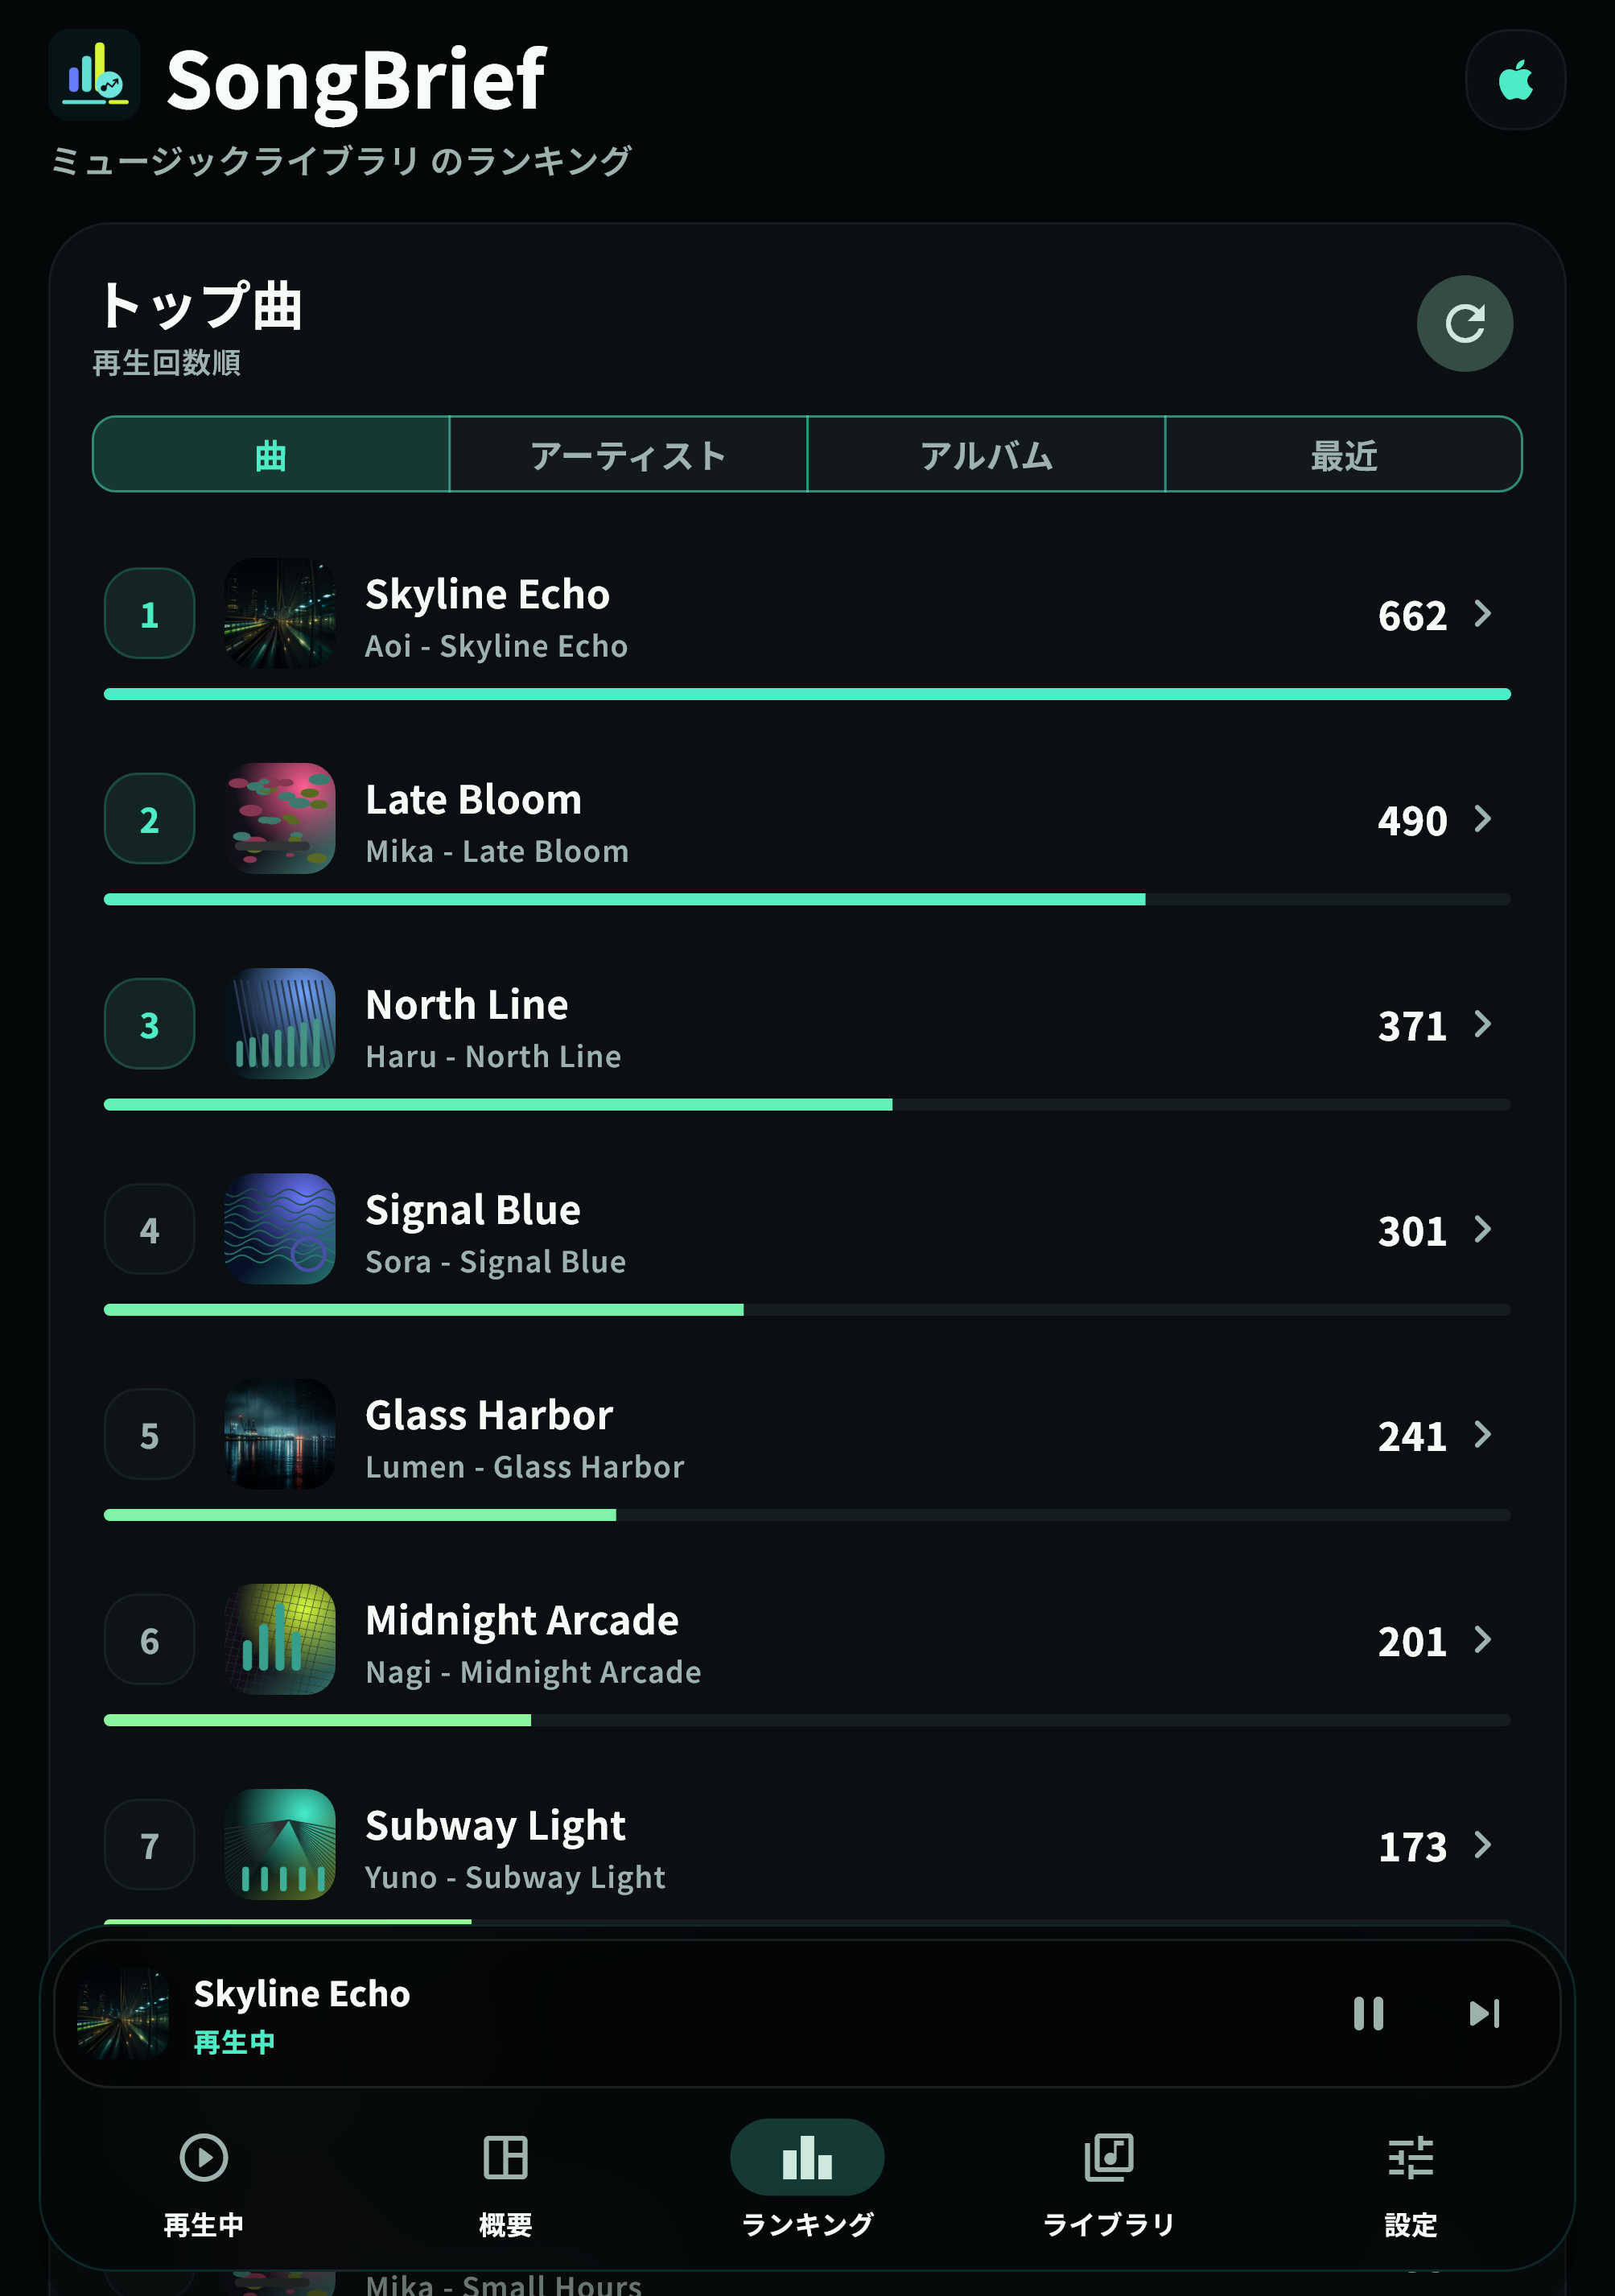 SongBrief
ミュージックライブラリ のランキング
トップ曲
再生回数順
曲 アーティスト アルバム 最近
1
Skyline Echo
Aoi - Skyline Echo
662
2
Late Bloom
Mika - Late Bloom
490
3
North Line
Haru - North Line
371
4
Signal Blue
Sora - Signal Blue
301
5
Glass Harbor
Lumen - Glass Harbor
241
6
Midnight Arcade
Nagi - Midnight Arcade
201
7
Subway Light
Yuno - Subway Light
173
Skyline Echo
再生中
再生中 概要 ランキング ライブラリ 設定
Mika - Small Hours